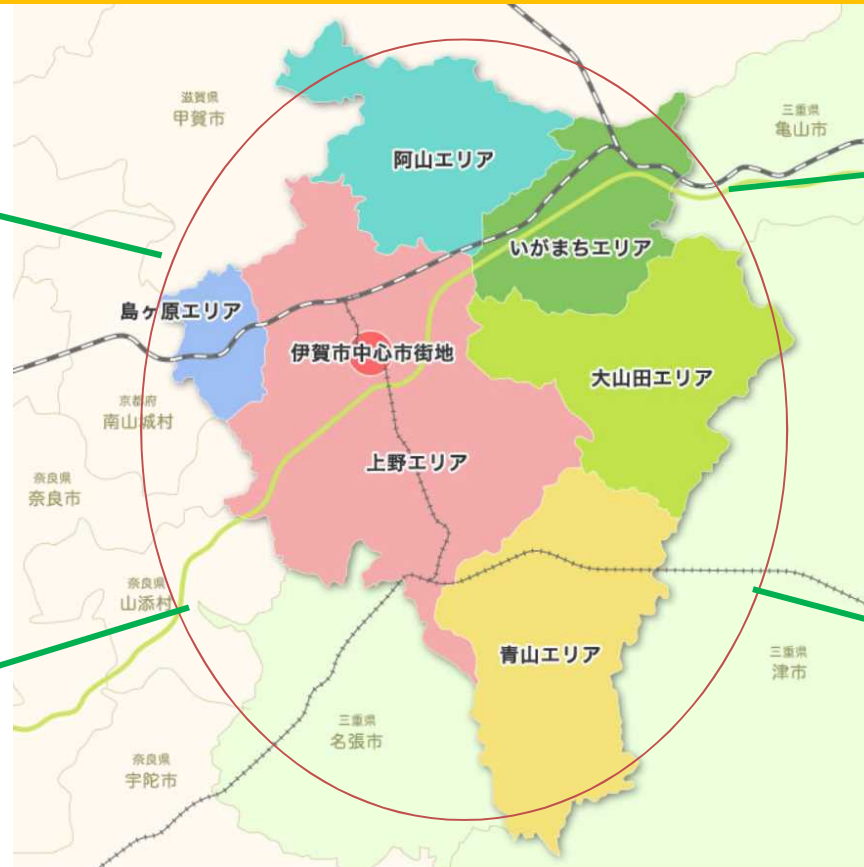 滋賀県
甲賀市
三重県
亀山市
阿山エリア
いがまちエリア
島ヶ原エリア
伊賀市中心市街地
大山田エリア
京都府
南山城村
上野エリア
奈良県
奈良市
奈良県
山添村
青山エリア
三重県
津市
三重県
名張市
奈良県
宇陀市